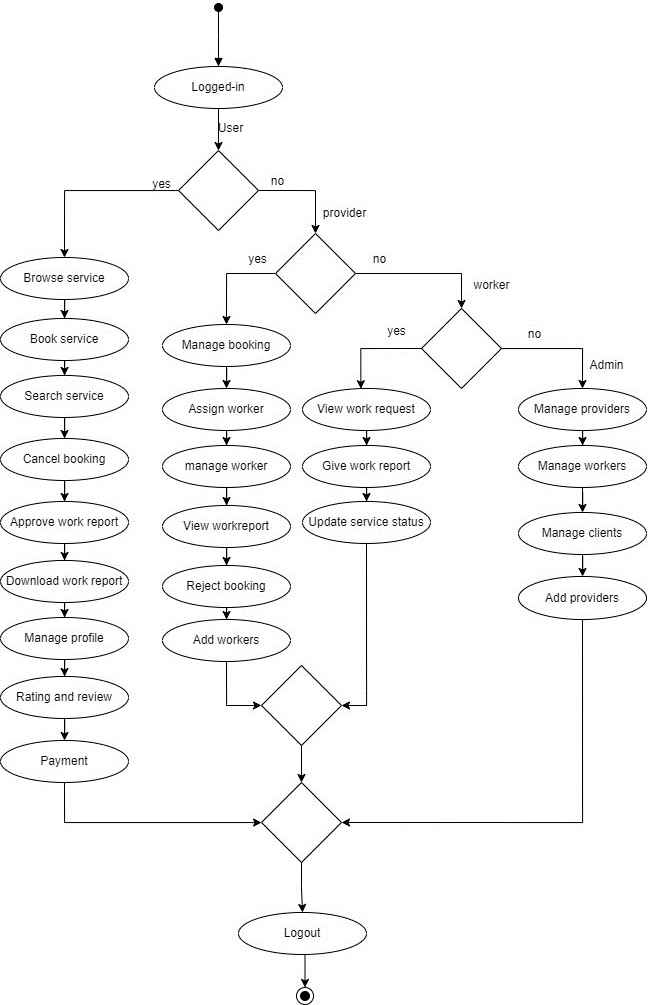 Logged-in
User
yes
no
provider
yes
no
worker
yes
no
Admin
Browse service
Book service
Search service
Cancel booking
Approve work report
Download work report
Manage profile
Rating and review
Payment
Manage booking
Assign worker
manage worker
View workreport
Reject booking
Add workers
View work request
Give work report
Update service status
Manage providers
Manage workers
Manage clients
Add providers
Logout